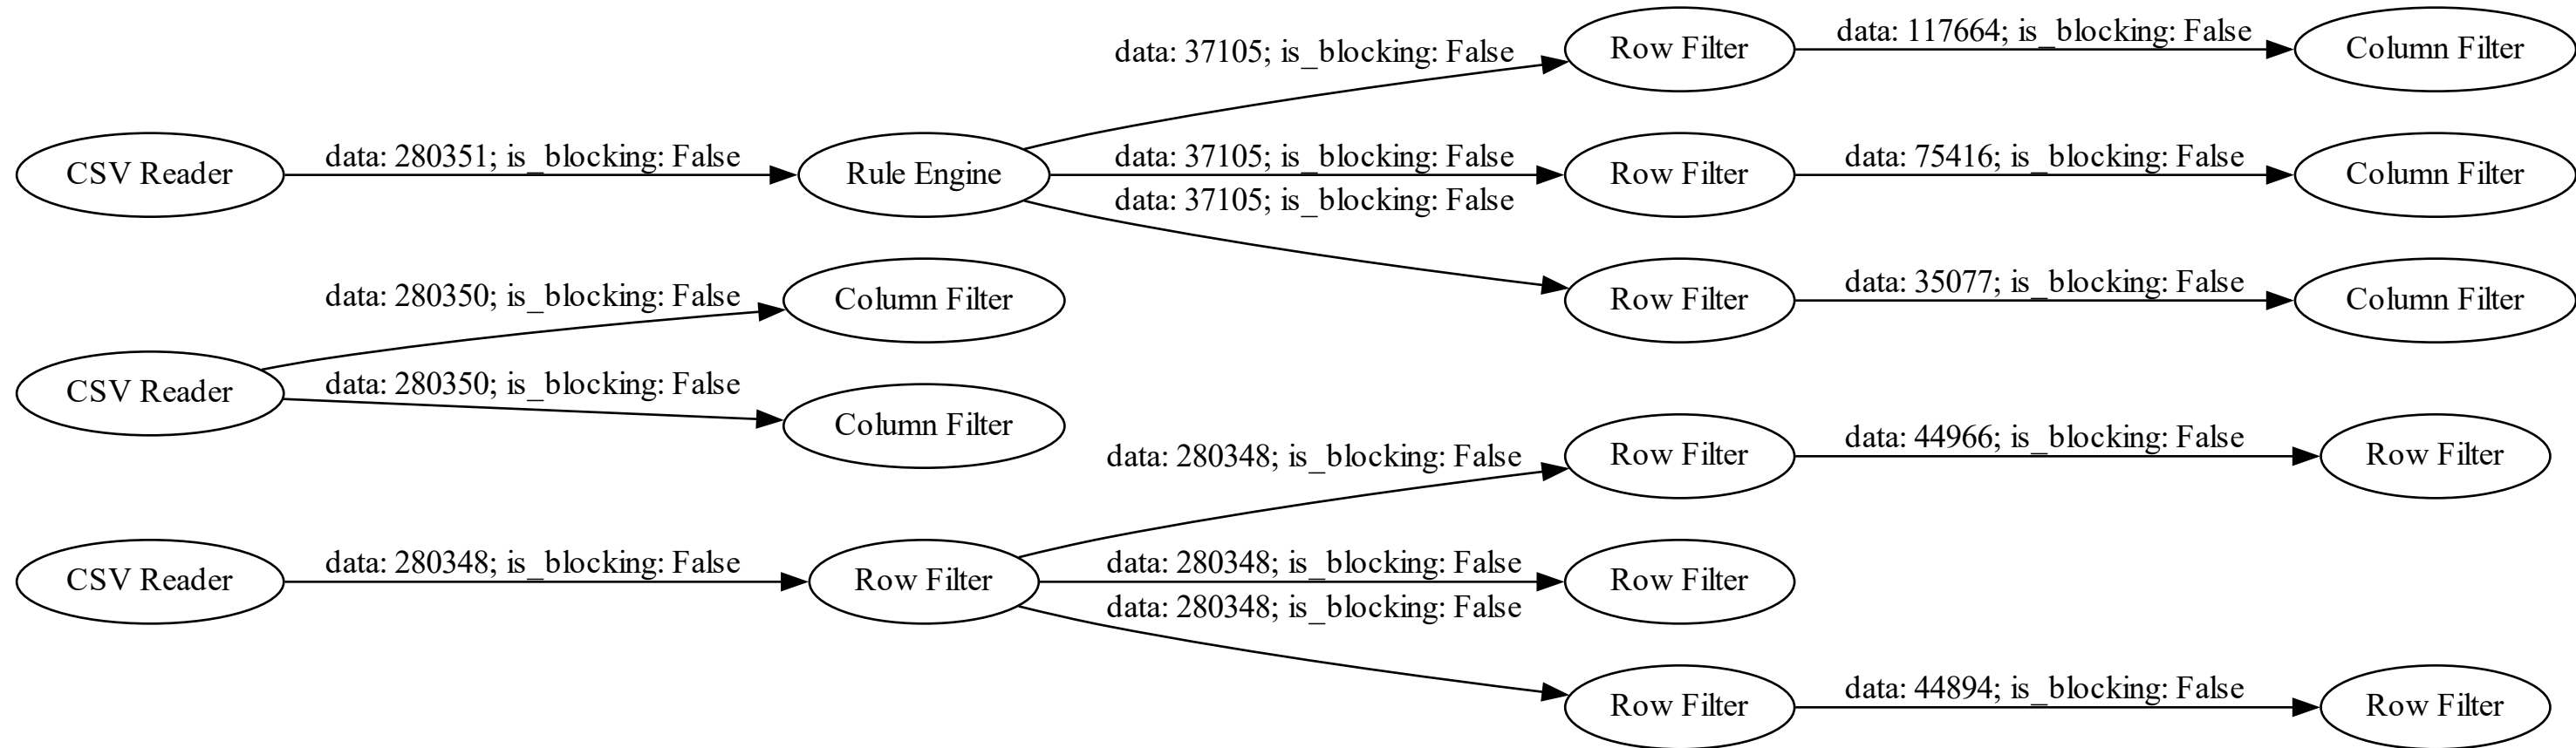 data: 37105; is_blocking: False
Row Filter
data: 117664; is_blocking: False
Column Filter
CSV Reader
data: 280351; is_blocking: False
Rule Engine
data: 37105; is_blocking: False
Row Filter
data: 75416; is_blocking: False
Column Filter
data: 37105; is_blocking: False
Row Filter
data: 35077; is_blocking: False
Column Filter
CSV Reader
data: 280350; is_blocking: False
Column Filter
data: 280350; is_blocking: False
Column Filter
CSV Reader
data: 280348; is_blocking: False
Row Filter
data: 280348; is_blocking: False
Row Filter
data: 44966; is_blocking: False
Row Filter
data: 280348; is_blocking: False
Row Filter
data: 280348; is_blocking: False
Row Filter
data: 44894; is_blocking: False
Row Filter